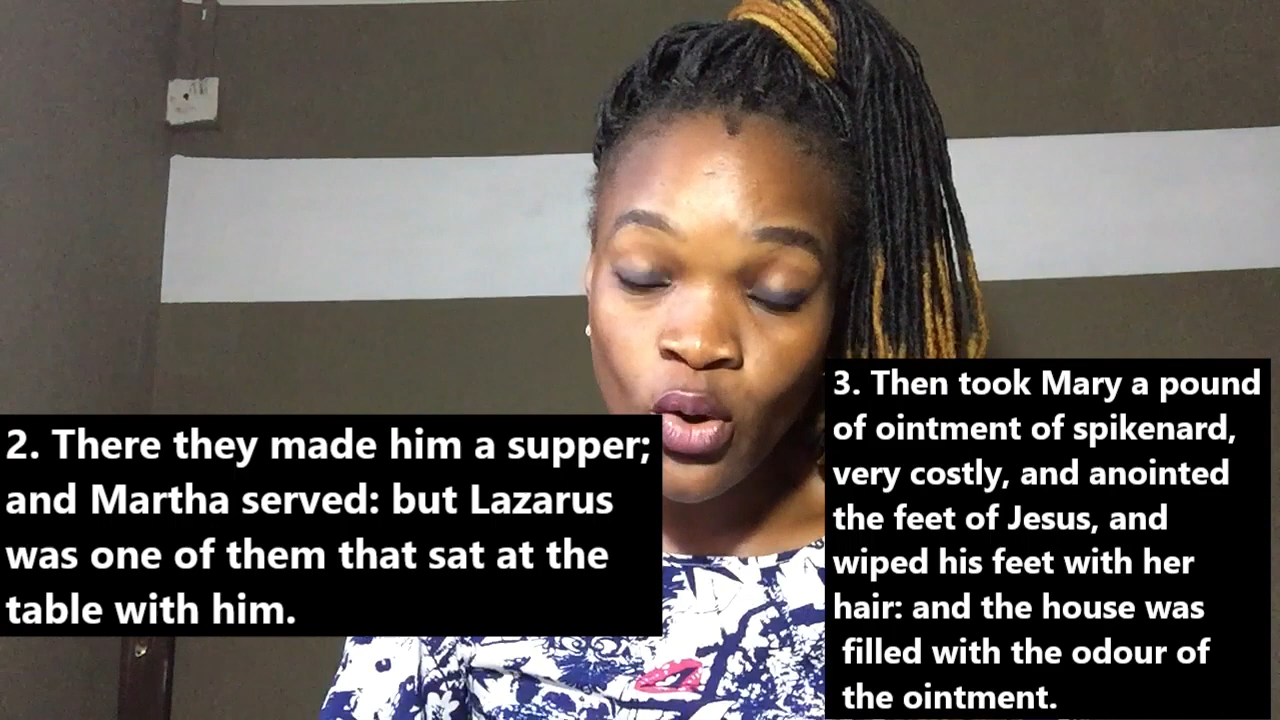 2. There they made him a supper;
and Martha served: but Lazarus
was one of them that sat at the
table with him.
3. Then took Mary a pound
of ointment of spikenard,
very costly, and anointed
the feet of Jesus, and
wiped his feet with her
hair: and the house was
filled with the odour of
the ointment.